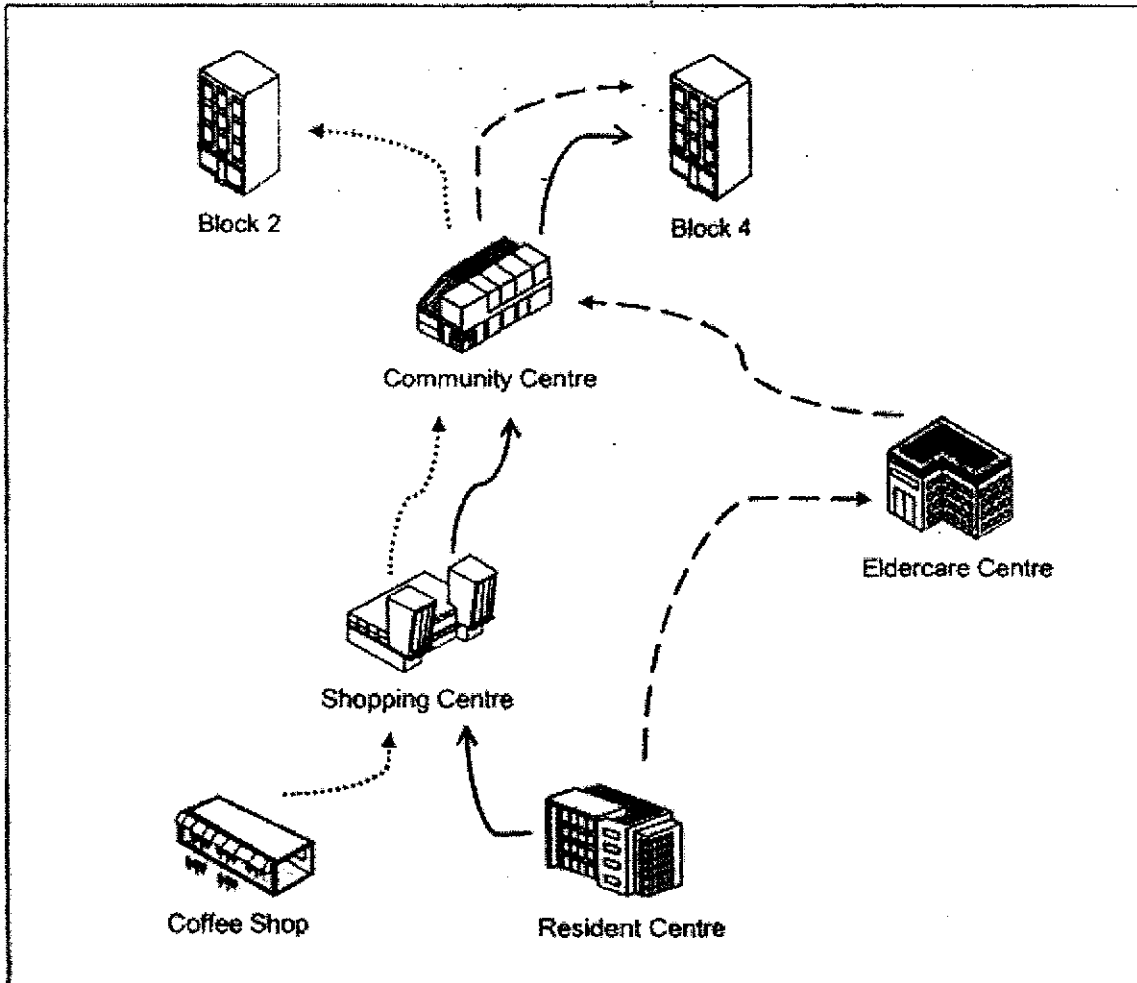 Block 2
Block 4
Community Centre
Eldercare Centre
Shopping Centre
Coffee Shop
Resident Centre